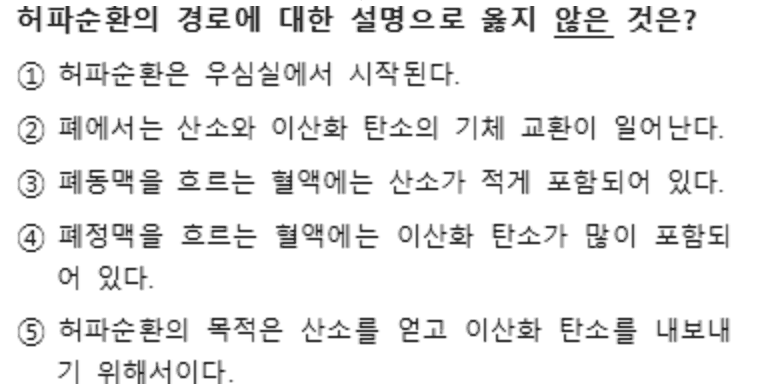 허파순환의 경로에 대한 설명으로 옳지 않은 것은?
① 허파순환은 우심실에서 시작된다.
② 폐에서는 산소와 이산화 탄소의 기체 교환이 일어난다.
③ 폐동맥을 흐르는 혈액에는 산소가 적게 포함되어 있다.
④ 폐정맥을 흐르는 혈액에는 이산화 탄소가 많이 포함되
어 있다.
⑤ 허파순환의 목적은 산소를 얻고 이산화 탄소를 내보내
기 위해서이다.